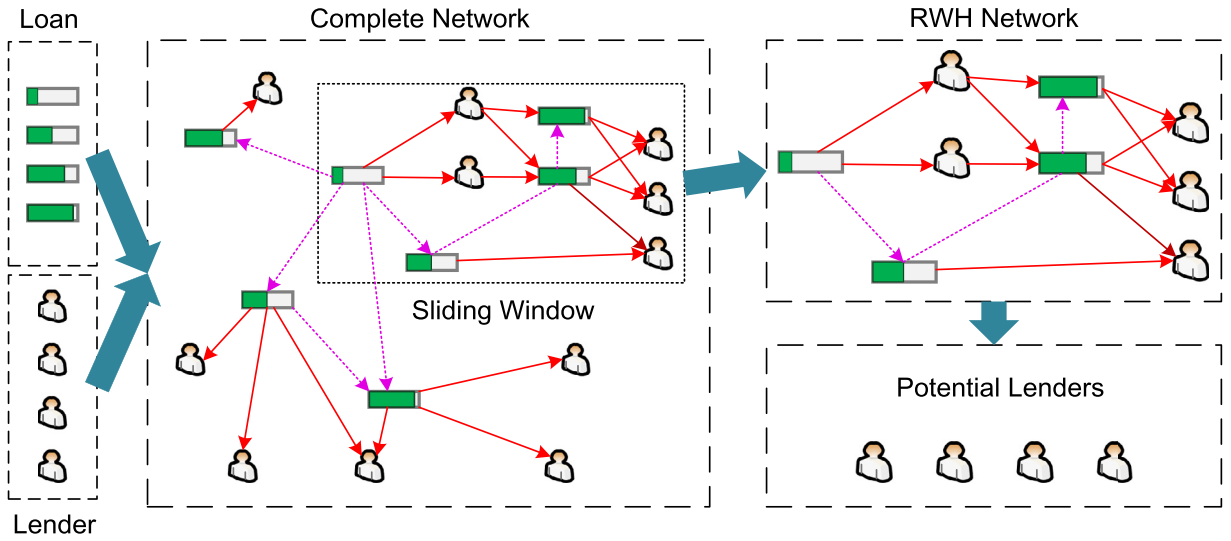 Loan
Complete Network
RWH Network
Sliding Window
Potential Lenders
Lender